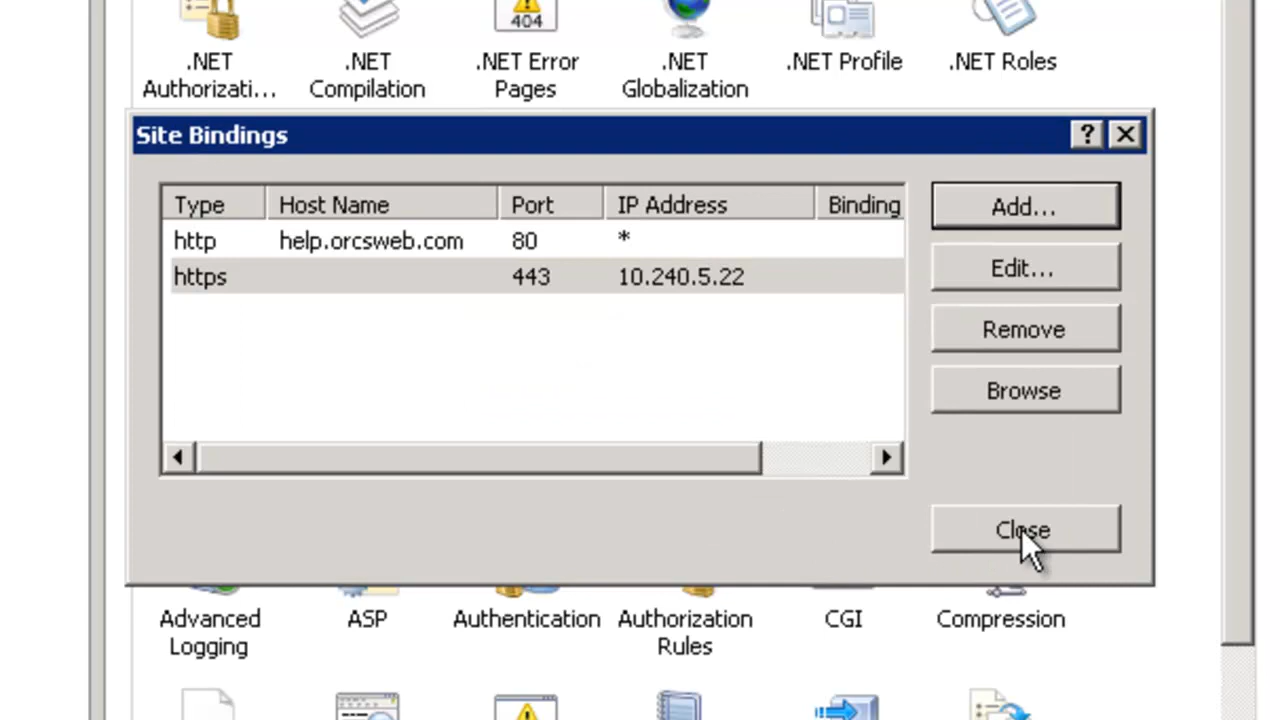 404
.NET Authorizati...
.NET Compilation
.NET Error Pages
.NET Globalization
.NET Profile
.NET Roles
Site Bindings
Type Host Name Port IP Address Binding
http help.orcsweb.com 80 *
https 443 10.240.5.22
Add...
Edit...
Remove
Browse
Close
Advanced Logging
ASP
Authentication
Authorization Rules
CGI
Compression